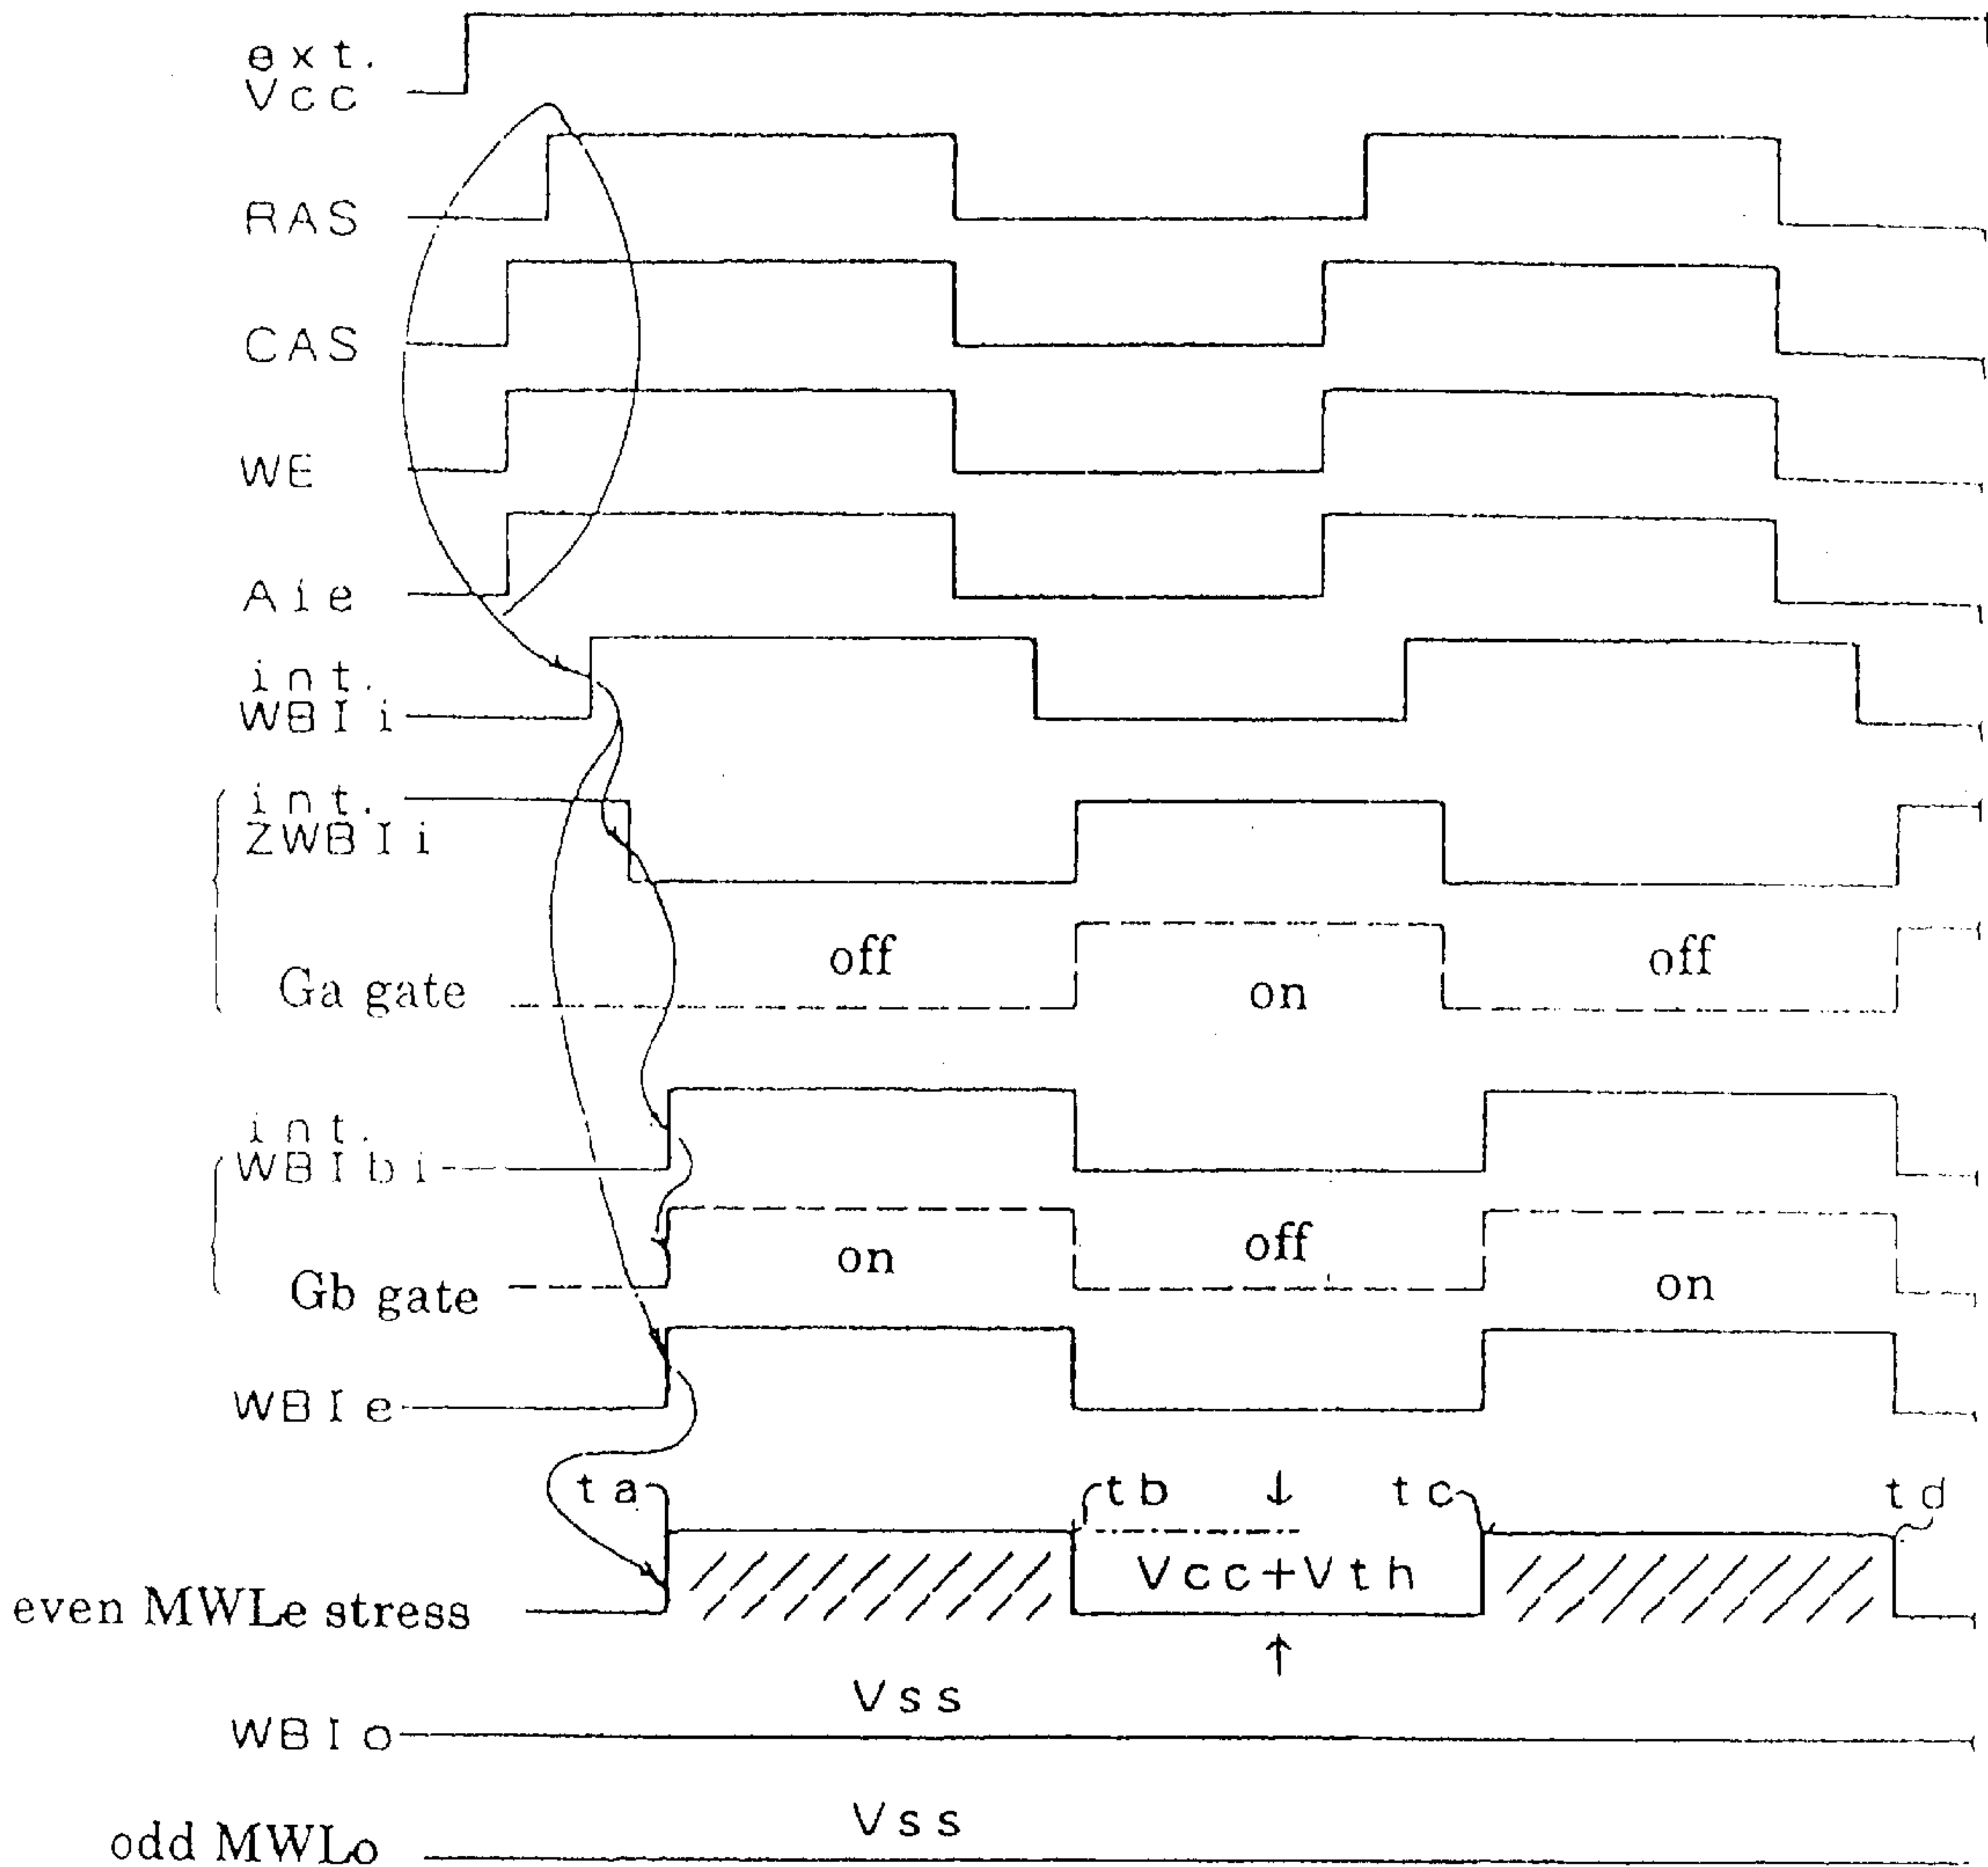 ext.
Vcc
RAS
CAS
WE
Aie
int.
WBIi
int.
ZWBIi
off
off
Ga gate
on
int.
WBIbi
on
off
on
Gb gate
WBIe
ta
tb
↓
tc
td
Vcc+Vth
even MWLe stress
↑
Vss
WBIo
Vss
odd MWLo